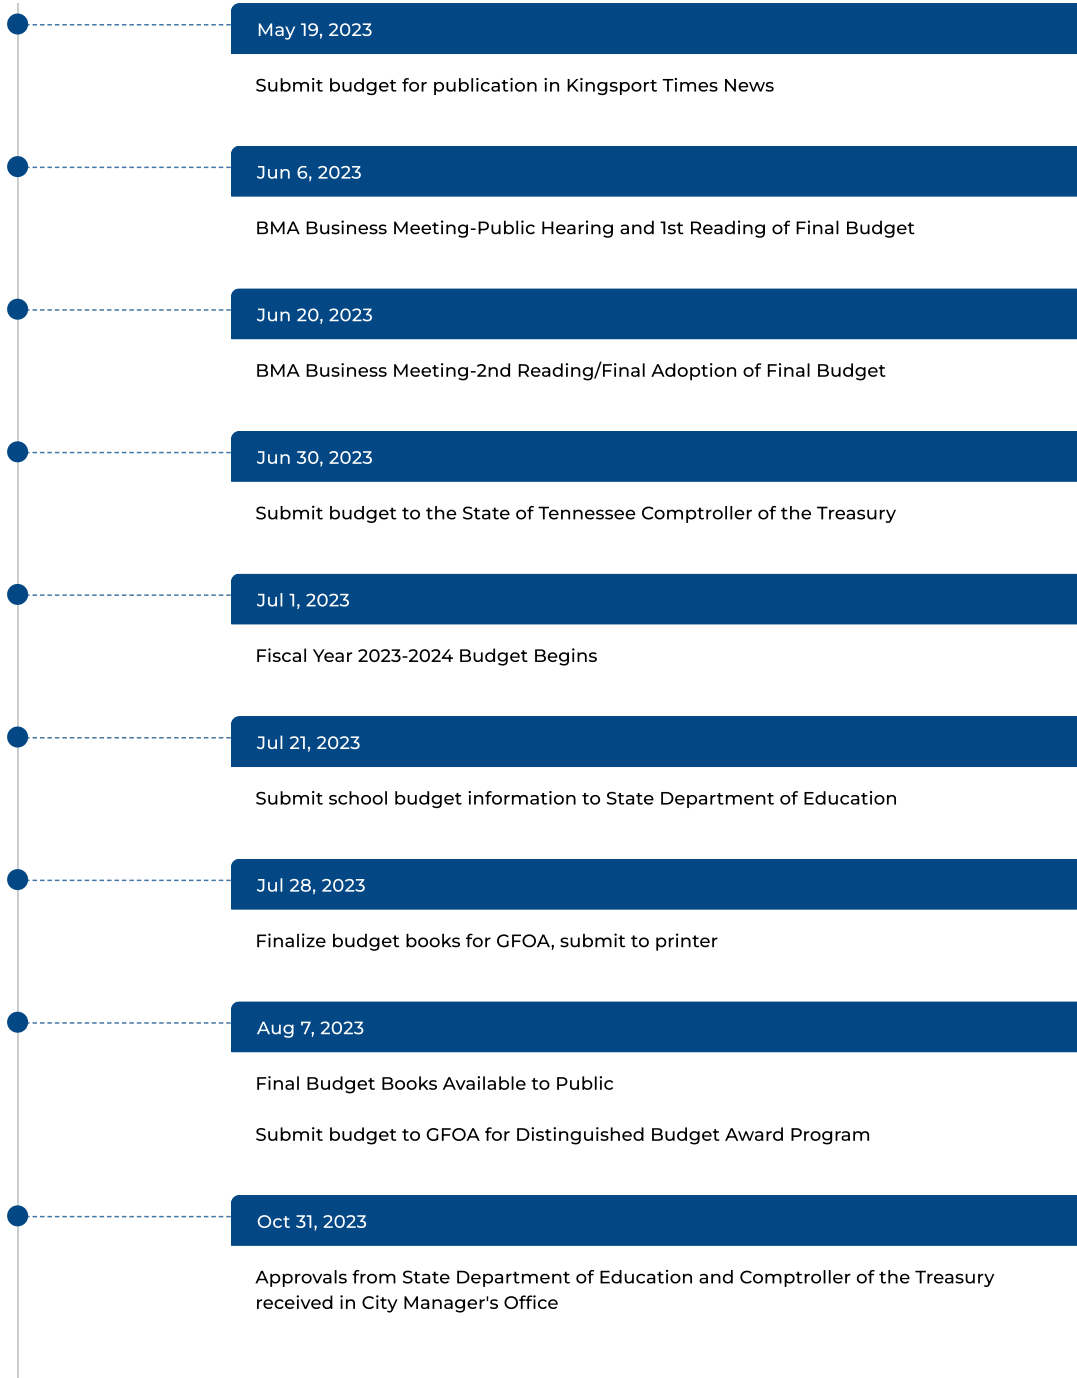 May 19, 2023
Submit budget for publication in Kingsport Times News
Jun 6, 2023
BMA Business Meeting-Public Hearing and 1st Reading of Final Budget
Jun 20, 2023
BMA Business Meeting-2nd Reading/Final Adoption of Final Budget
Jun 30, 2023
Submit budget to the State of Tennessee Comptroller of the Treasury
Jul 1, 2023
Fiscal Year 2023-2024 Budget Begins
Jul 21, 2023
Submit school budget information to State Department of Education
Jul 28, 2023
Finalize budget books for GFOA, submit to printer
Aug 7, 2023
Final Budget Books Available to Public
Submit budget to GFOA for Distinguished Budget Award Program
Oct 31, 2023
Approvals from State Department of Education and Comptroller of the Treasury
received in City Manager's Office